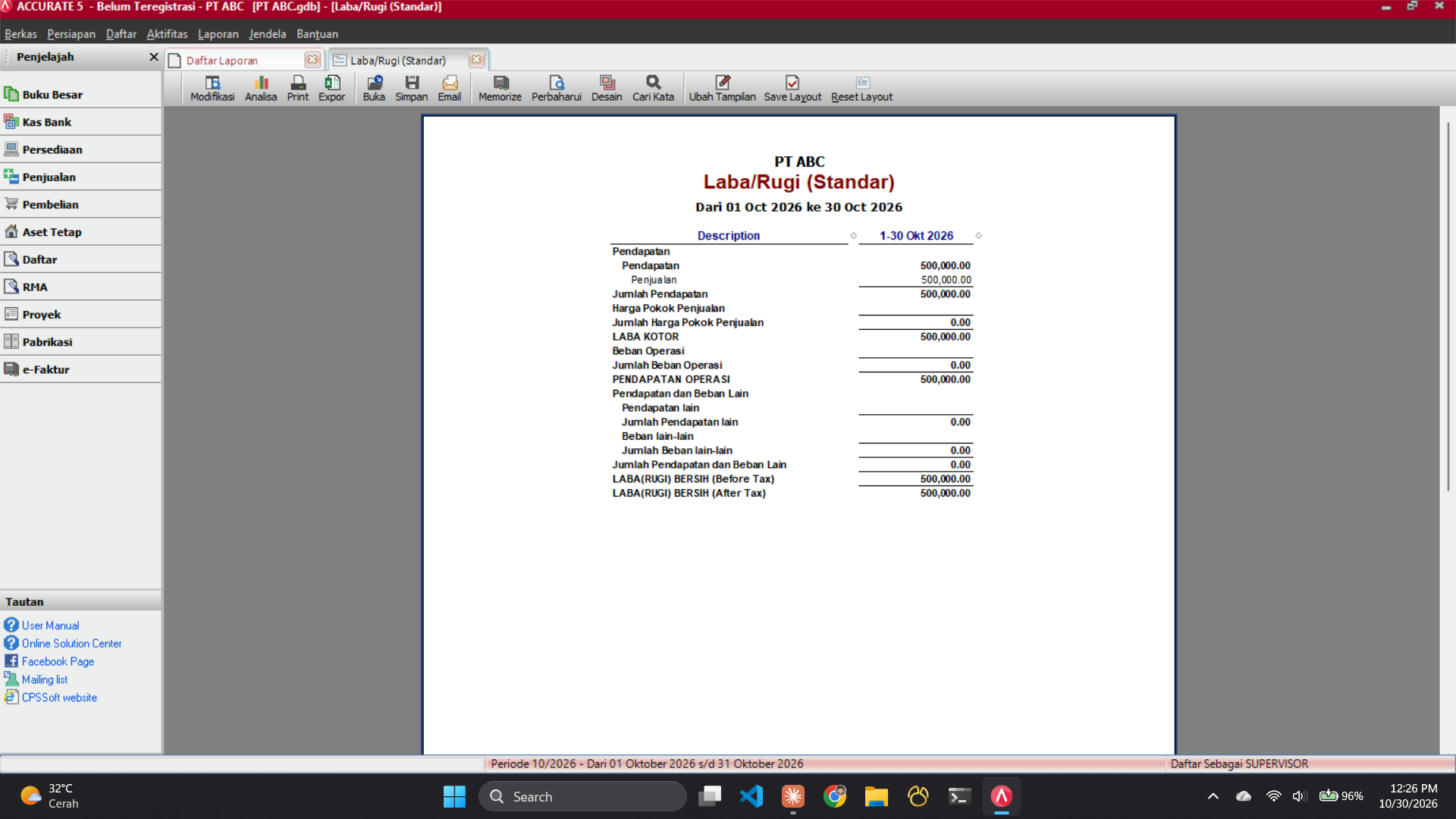 ACCURATE 5 - Belum Teregistrasi - PT ABC [PT ABC.gdb] - [Laba/Rugi (Standar)]
Berkas Persiapan Daftar Aktifitas Laporan Jendela Bantuan
Penjelajah
Daftar Laporan
Laba/Rugi (Standar)
Modifikasi Analisa Print Expor Buka Simpan Email Memorize Perbaharui Desain Cari Kata Ubah Tampilan Save Layout Reset Layout
Buku Besar
Kas Bank
Persediaan
Penjualan
Pembelian
Aset Tetap
Daftar
RMA
Proyek
Pabrikasi
e-Faktur
Tautan
User Manual
Online Solution Center
Facebook Page
Mailing list
CPSSoft website
PT ABC
Laba/Rugi (Standar)
Dari 01 Oct 2026 ke 30 Oct 2026
Description 1-30 Okt 2026
Pendapatan
Pendapatan 500,000.00
Penjualan 500,000.00
Jumlah Pendapatan 500,000.00
Harga Pokok Penjualan
Jumlah Harga Pokok Penjualan 0.00
LABA KOTOR 500,000.00
Beban Operasi
Jumlah Beban Operasi 0.00
PENDAPATAN OPERASI 500,000.00
Pendapatan dan Beban Lain
Pendapatan lain
Jumlah Pendapatan lain 0.00
Beban lain-lain
Jumlah Beban lain-lain 0.00
Jumlah Pendapatan dan Beban Lain 0.00
LABA(RUGI) BERSIH (Before Tax) 500,000.00
LABA(RUGI) BERSIH (After Tax) 500,000.00
Periode 10/2026 - Dari 01 Oktober 2026 s/d 31 Oktober 2026
Daftar Sebagai SUPERVISOR
32°C
Cerah
Search
96%
12:26 PM
10/30/2026